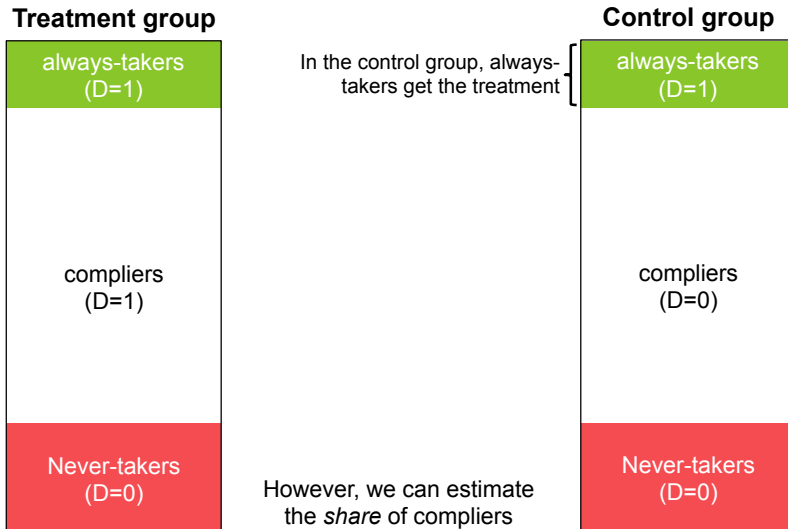 Treatment group
always-takers
(D=1)
compliers
(D=1)
Never-takers
(D=0)
In the control group, always-
takers get the treatment
However, we can estimate
the share of compliers
Control group
always-takers
(D=1)
compliers
(D=0)
Never-takers
(D=0)